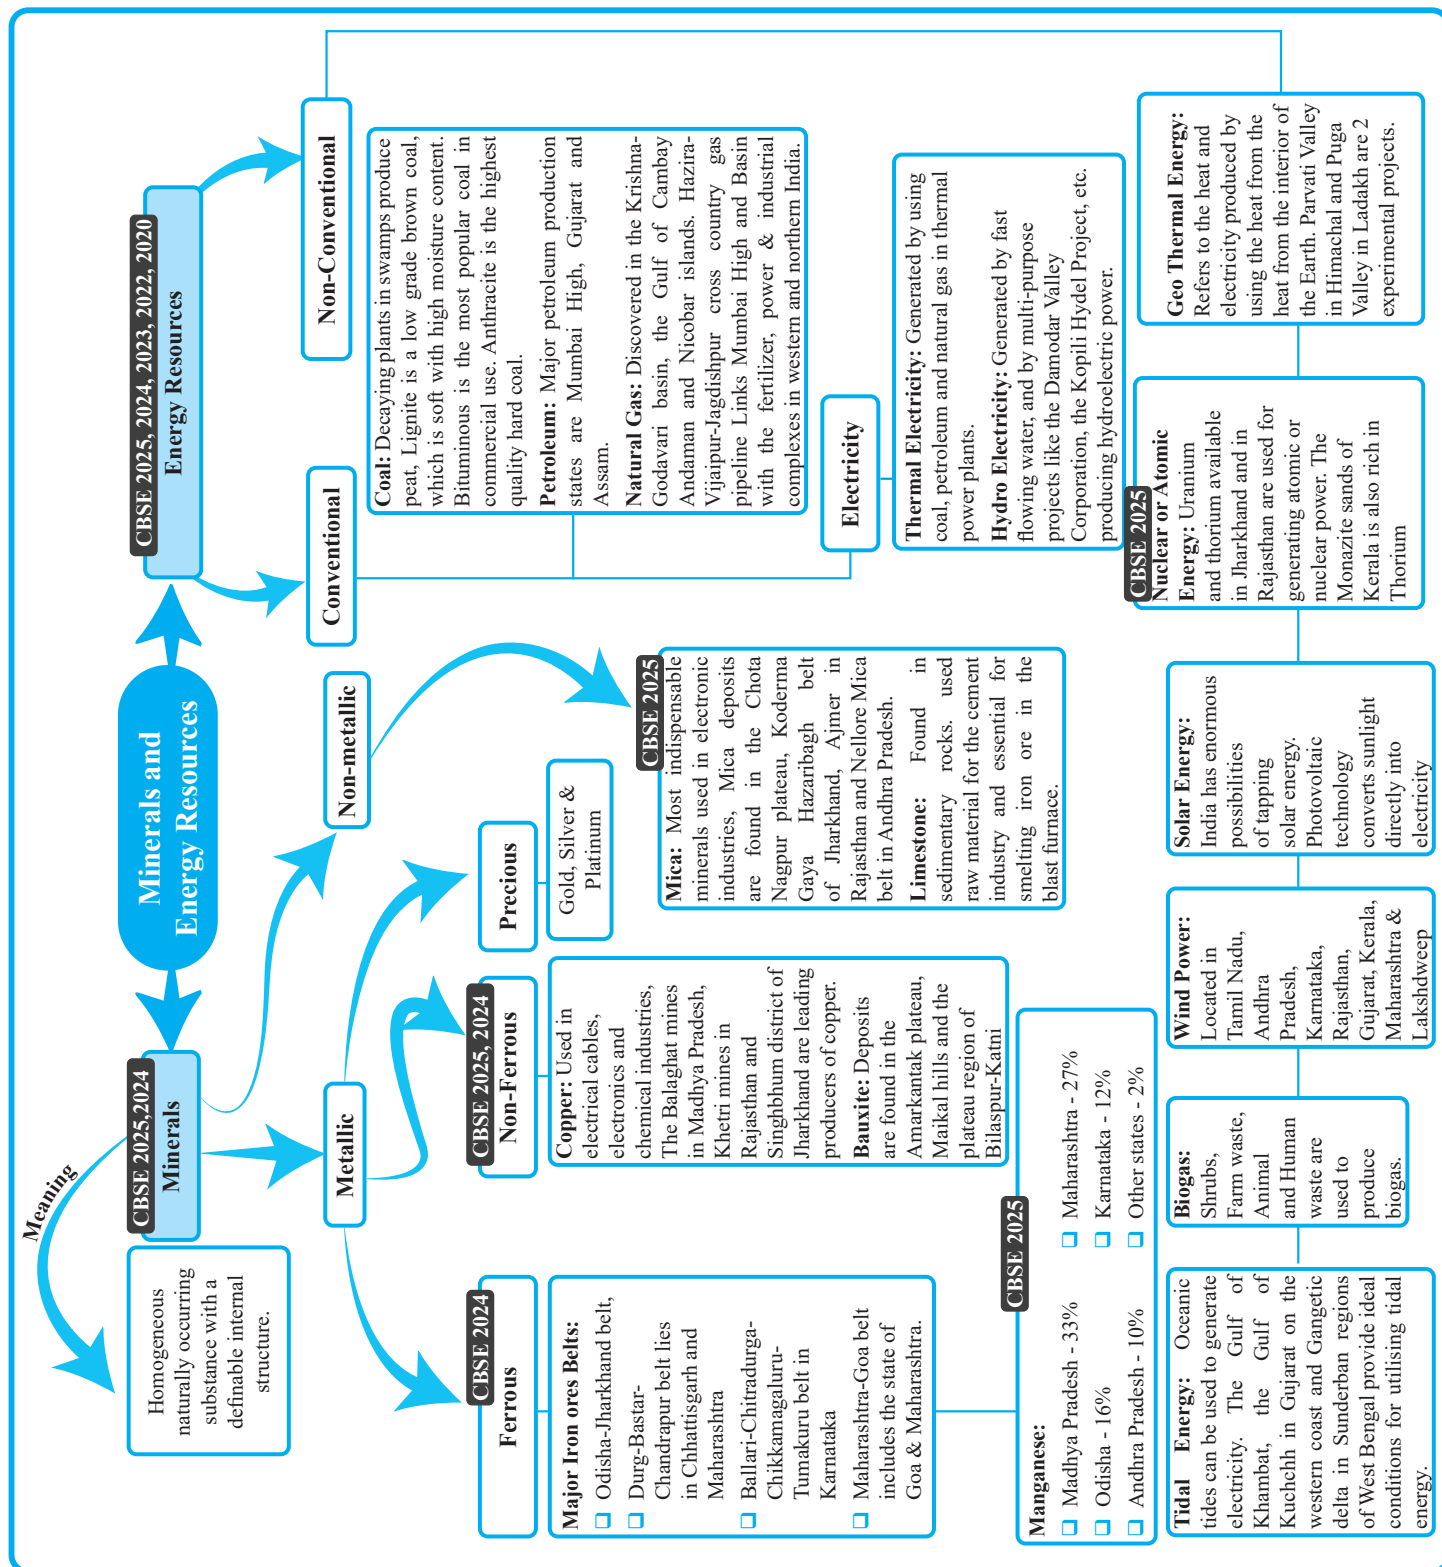 Minerals and
Energy Resources
CBSE 2025,2024
Minerals
Meaning
Homogeneous
naturally occurring
substance with a
definable internal
structure.
Metallic
Non-metallic
CBSE 2024
Ferrous
Major Iron ores Belts:
❑ Odisha-Jharkhand belt,
❑ Durg-Bastar-
Chandrapur belt lies
in Chhattisgarh and
Maharashtra
❑ Ballari-Chitradurga-
Chikkamagaluru-
Tumakuru belt in
Karnataka
❑ Maharashtra-Goa belt
includes the state of
Goa & Maharashtra.
CBSE 2025
Manganese:
❑ Madhya Pradesh - 33%
❑ Maharashtra - 27%
❑ Odisha - 16%
❑ Karnataka - 12%
❑ Andhra Pradesh - 10%
❑ Other states - 2%
CBSE 2025, 2024
Non-Ferrous
Copper: Used in
electrical cables,
electronics and
chemical industries,
The Balaghat mines
in Madhya Pradesh,
Khetri mines in
Rajasthan and
Singhbhum district of
Jharkhand are leading
producers of copper.
Bauxite: Deposits
are found in the
Amarkantak plateau,
Maikal hills and the
plateau region of
Bilaspur-Katni
Precious
Gold, Silver &
Platinum
CBSE 2025
Mica: Most indispensable
minerals used in electronic
industries, Mica deposits
are found in the Chota
Nagpur plateau, Koderma
Gaya Hazaribagh belt
of Jharkhand, Ajmer in
Rajasthan and Nellore Mica
belt in Andhra Pradesh.
Limestone: Found in
sedimentary rocks. used
raw material for the cement
industry and essential for
smelting iron ore in the
blast furnace.
CBSE 2025, 2024, 2023, 2022, 2020
Energy Resources
Conventional
Non-Conventional
Coal: Decaying plants in swamps produce
peat, Lignite is a low grade brown coal,
which is soft with high moisture content.
Bituminous is the most popular coal in
commercial use. Anthracite is the highest
quality hard coal.
Petroleum: Major petroleum production
states are Mumbai High, Gujarat and
Assam.
Natural Gas: Discovered in the Krishna-
Godavari basin, the Gulf of Cambay
Andaman and Nicobar islands. Hazira-
Vijaipur-Jagdishpur cross country gas
pipeline Links Mumbai High and Basin
with the fertilizer, power & industrial
complexes in western and northern India.
Electricity
Thermal Electricity: Generated by using
coal, petroleum and natural gas in thermal
power plants.
Hydro Electricity: Generated by fast
flowing water, and by multi-purpose
projects like the Damodar Valley
Corporation, the Kopili Hydel Project, etc.
producing hydroelectric power.
Tidal Energy: Oceanic
tides can be used to generate
electricity. The Gulf of
Khambat, the Gulf of
Kuchchh in Gujarat on the
western coast and Gangetic
delta in Sunderban regions
of West Bengal provide ideal
conditions for utilising tidal
energy.
Biogas:
Shrubs,
Farm waste,
Animal
and Human
waste are
used to
produce
biogas.
Wind Power:
Located in
Tamil Nadu,
Andhra
Pradesh,
Karnataka,
Rajasthan,
Gujarat, Kerala,
Maharashtra &
Lakshdweep
Solar Energy:
India has enormous
possibilities
of tapping
solar energy.
Photovoltaic
technology
converts sunlight
directly into
electricity
CBSE 2025
Nuclear or Atomic
Energy: Uranium
and thorium available
in Jharkhand and in
Rajasthan are used for
generating atomic or
nuclear power. The
Monazite sands of
Kerala is also rich in
Thorium
Geo Thermal Energy:
Refers to the heat and
electricity produced by
using the heat from the
heat from the interior of
the Earth. Parvati Valley
in Himachal and Puga
Valley in Ladakh are 2
experimental projects.